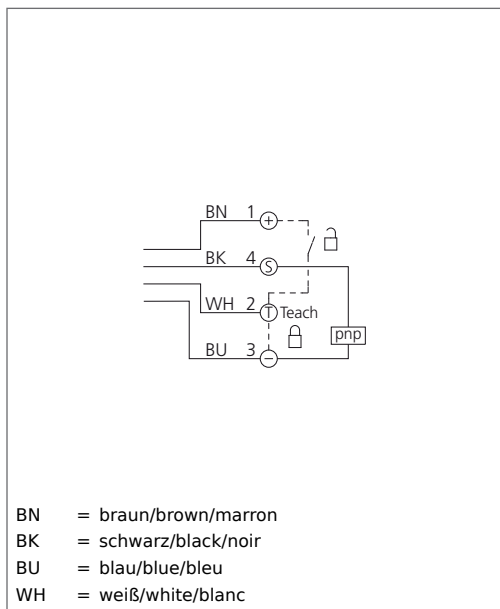 BN 1 +
BK 4 S
WH 2 T Teach
pnp
BU 3 −
BN = braun/brown/marron
BK = schwarz/black/noir
BU = blau/blue/bleu
WH = weiß/white/blanc